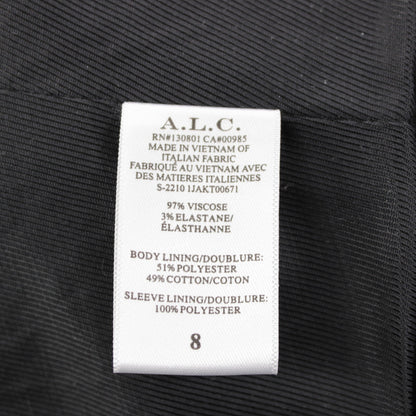 A.L.C.
RN#130801 CA#00985
MADE IN VIETNAM OF
ITALIAN FABRIC
FABRIQUÉ AU VIETNAM AVEC
DES MATIERES ITALIENNES
S-2210 1JAKT00671
97% VISCOSE
3% ELASTANE/
ÉLASTHANNE
BODY LINING/DOUBLURE:
51% POLYESTER
49% COTTON/COTON
SLEEVE LINING/DOUBLURE:
100% POLYESTER
8